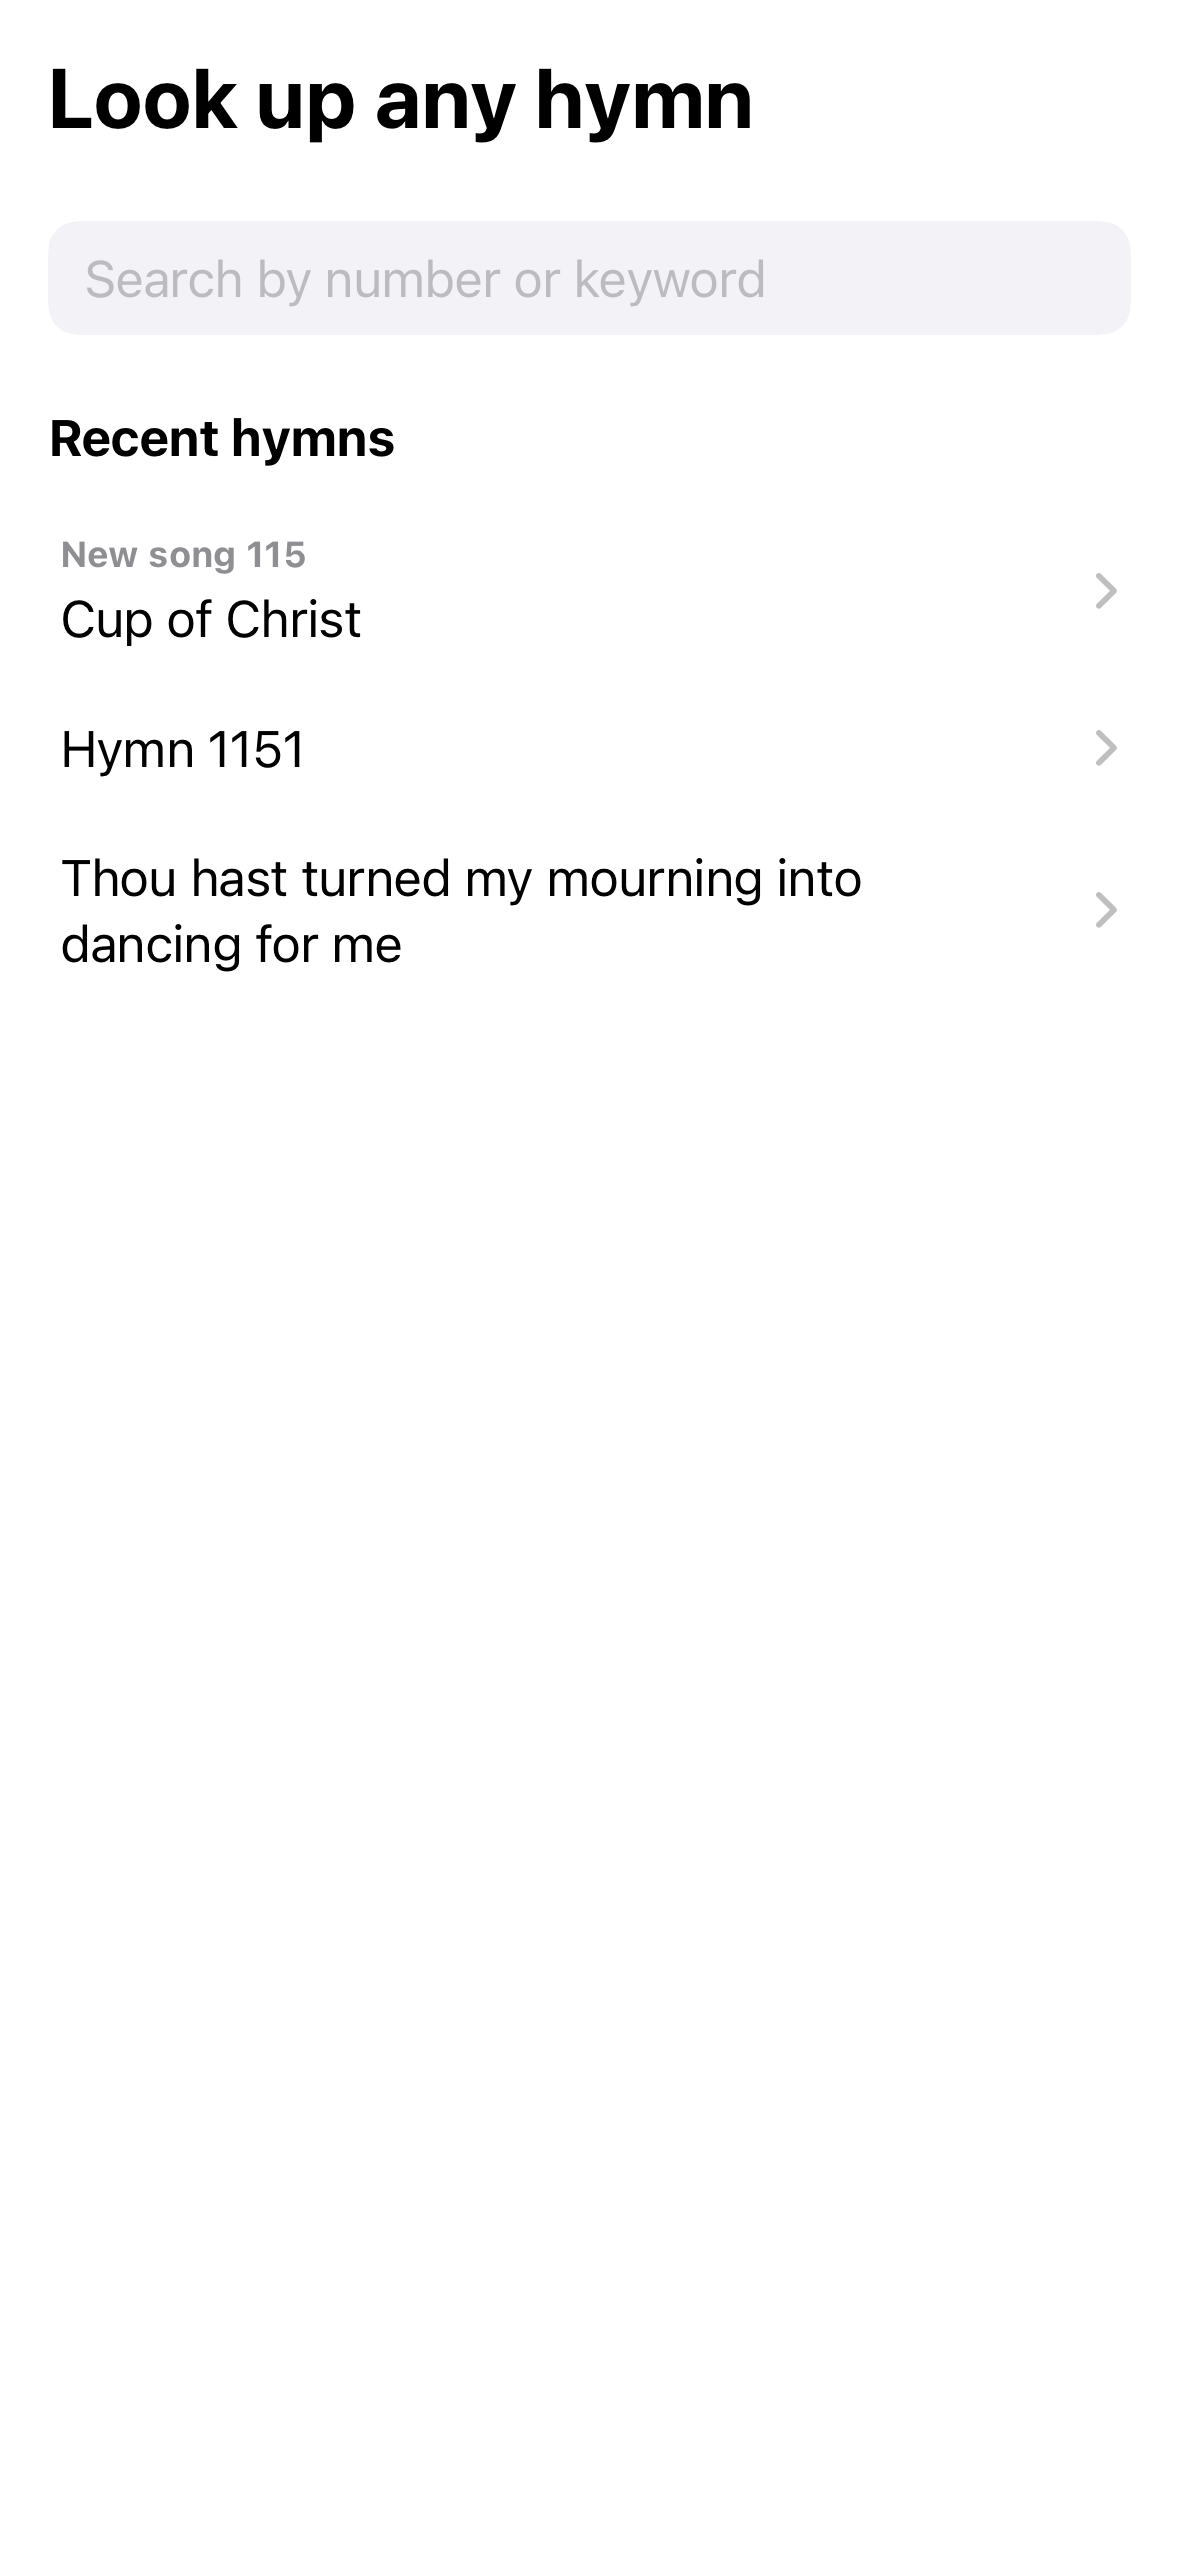 Look up any hymn
Search by number or keyword
Recent hymns
New song 115
Cup of Christ
Hymn 1151
Thou hast turned my mourning into
dancing for me